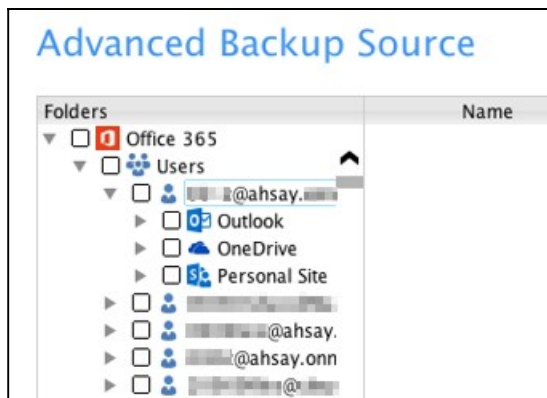 Advanced Backup Source
Folders Name
Office 365
Users
@ahsay.
Outlook
OneDrive
Personal Site
@ahsay.
@ahsay.onn
@